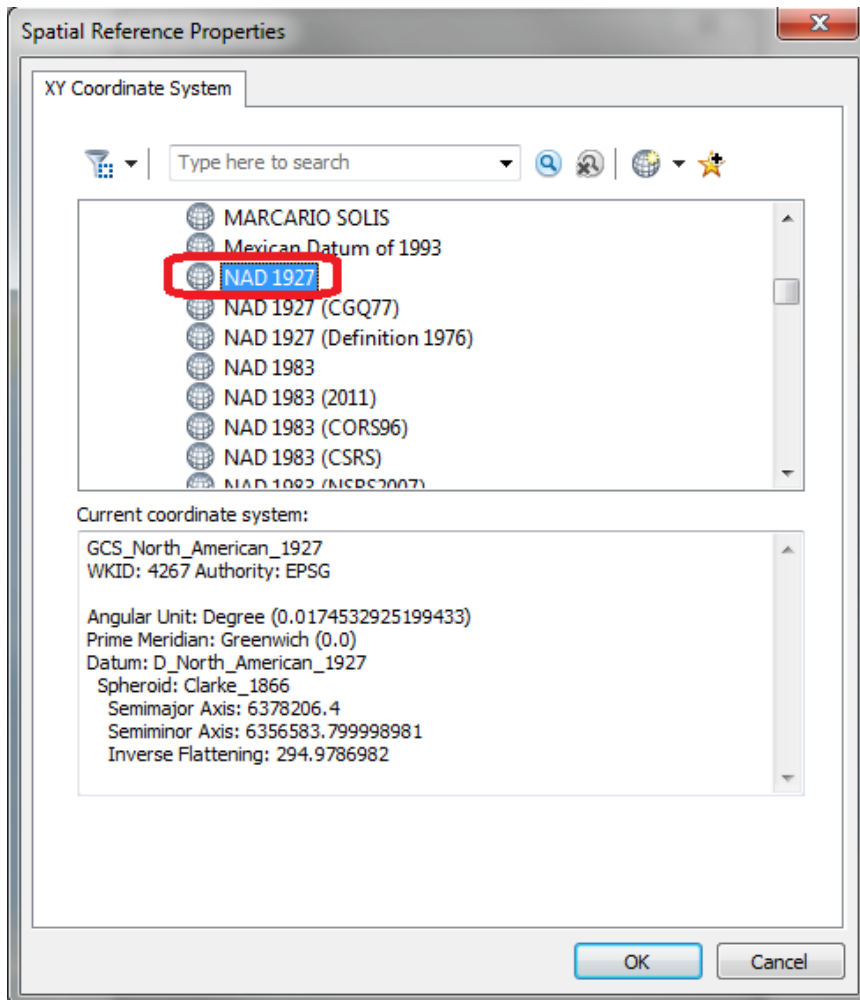 Spatial Reference Properties
XY Coordinate System
Type here to search
MARCARIO SOLIS
Mexican Datum of 1993
NAD 1927
NAD 1927 (CGQ77)
NAD 1927 (Definition 1976)
NAD 1983
NAD 1983 (2011)
NAD 1983 (CORS96)
NAD 1983 (CSRS)
NAD 1983 (NSRS2007)
Current coordinate system:
GCS_North_American_1927
WKID: 4267 Authority: EPSG
Angular Unit: Degree (0.0174532925199433)
Prime Meridian: Greenwich (0.0)
Datum: D_North_American_1927
Spheroid: Clarke_1866
Semimajor Axis: 6378206.4
Semiminor Axis: 6356583.799998981
Inverse Flattening: 294.9786982
OK Cancel